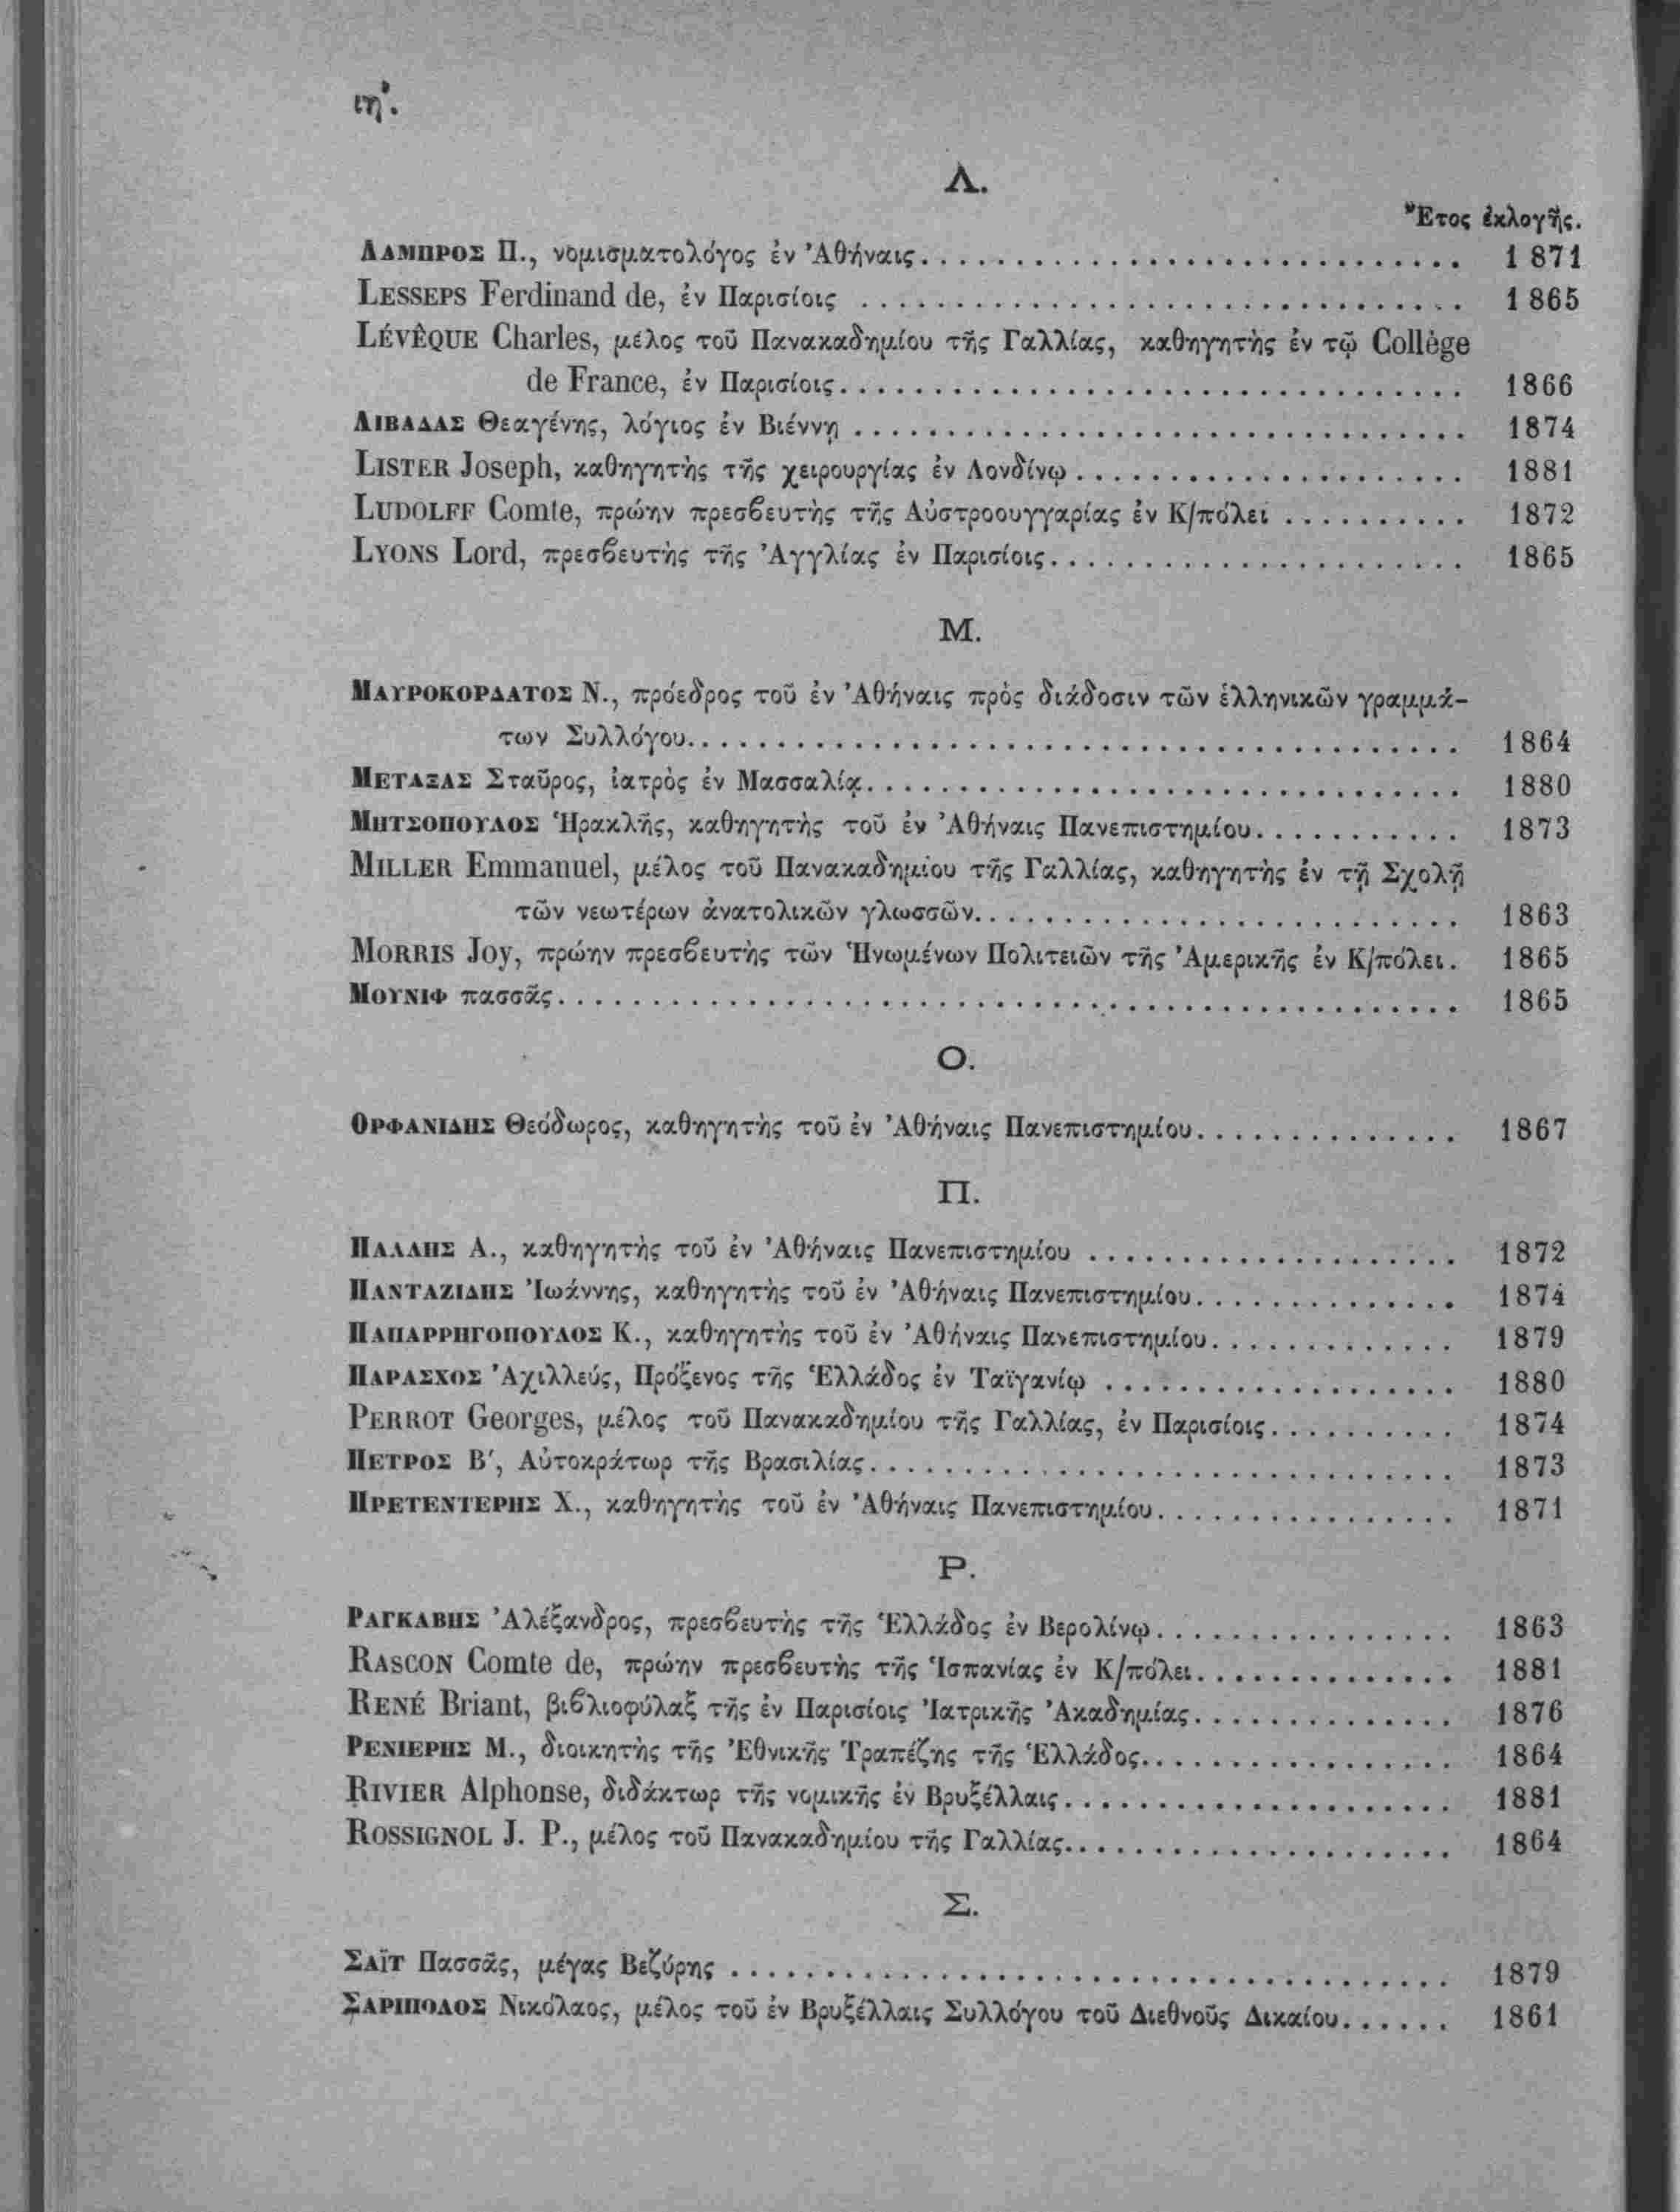 ιηʹ.
Λ.
Ἔτος ἐκλογῆς.
ΛΑΜΠΡΟΣ Π., νομισματολόγος ἐν Ἀθήναις. . . . . . . . . . . . . . . . . . . . . . . . . . . . . 1871
LESSEPS Ferdinand de, ἐν Παρισίοις . . . . . . . . . . . . . . . . . . . . . . . . . . . . . . . . 1865
LÉVÊQUE Charles, μέλος τοῦ Πανακαδημίου τῆς Γαλλίας, καθηγητὴς ἐν τῷ Collège
de France, ἐν Παρισίοις. . . . . . . . . . . . . . . . . . . . . . . . . . . . . . . . . 1866
ΛΙΒΑΔΑΣ Θεαγένης, λόγιος ἐν Βιέννῃ . . . . . . . . . . . . . . . . . . . . . . . . . . . . . . . . 1874
LISTER Joseph, καθηγητὴς τῆς χειρουργίας ἐν Λονδίνῳ . . . . . . . . . . . . . . . . . . . . . 1881
LUDOLFF Comte, πρώην πρεσβευτὴς τῆς Αὐστροουγγαρίας ἐν Κ/πόλει . . . . . . . . . . 1872
LYONS Lord, πρεσβευτὴς τῆς Ἀγγλίας ἐν Παρισίοις. . . . . . . . . . . . . . . . . . . . . . 1865
Μ.
ΜΑΥΡΟΚΟΡΔΑΤΟΣ Ν., πρόεδρος τοῦ ἐν Ἀθήναις πρὸς διάδοσιν τῶν ἑλληνικῶν γραμμά-
των Συλλόγου. . . . . . . . . . . . . . . . . . . . . . . . . . . . . . . . . . . . . . . . . 1864
ΜΕΤΑΞΑΣ Σταῦρος, ἰατρὸς ἐν Μασσαλίᾳ. . . . . . . . . . . . . . . . . . . . . . . . . . . . . . . 1880
ΜΗΤΣΟΠΟΥΛΟΣ Ἡρακλῆς, καθηγητὴς τοῦ ἐν Ἀθήναις Πανεπιστημίου. . . . . . . . . . . 1873
MILLER Emmanuel, μέλος τοῦ Πανακαδημίου τῆς Γαλλίας, καθηγητὴς ἐν τῇ Σχολῇ
τῶν νεωτέρων ἀνατολικῶν γλωσσῶν. . . . . . . . . . . . . . . . . . . . . . . . . . 1863
MORRIS Joy, πρώην πρεσβευτὴς τῶν Ἡνωμένων Πολιτειῶν τῆς Ἀμερικῆς ἐν Κ/πόλει. 1865
ΜΟΥΝΙΦ πασσᾶς. . . . . . . . . . . . . . . . . . . . . . . . . . . . . . . . . . . . . . . . . . . . . . . 1865
Ο.
ΟΡΦΑΝΙΔΗΣ Θεόδωρος, καθηγητὴς τοῦ ἐν Ἀθήναις Πανεπιστημίου. . . . . . . . . . . . . . 1867
Π.
ΠΑΛΛΗΣ Α., καθηγητὴς τοῦ ἐν Ἀθήναις Πανεπιστημίου . . . . . . . . . . . . . . . . . . . . 1872
ΠΑΝΤΑΖΙΔΗΣ Ἰωάννης, καθηγητὴς τοῦ ἐν Ἀθήναις Πανεπιστημίου. . . . . . . . . . . . . . 1874
ΠΑΠΑΡΡΗΓΟΠΟΥΛΟΣ Κ., καθηγητὴς τοῦ ἐν Ἀθήναις Πανεπιστημίου. . . . . . . . . . . . . 1879
ΠΑΡΑΣΧΟΣ Ἀχιλλεύς, Πρόξενος τῆς Ἑλλάδος ἐν Ταϊγανίῳ . . . . . . . . . . . . . . . . . . . 1880
PERROT Georges, μέλος τοῦ Πανακαδημίου τῆς Γαλλίας, ἐν Παρισίοις. . . . . . . . . . 1874
ΠΕΤΡΟΣ Βʹ, Αὐτοκράτωρ τῆς Βρασιλίας. . . . . . . . . . . . . . . . . . . . . . . . . . . . . . . 1873
ΠΡΕΤΕΝΤΕΡΗΣ Χ., καθηγητὴς τοῦ ἐν Ἀθήναις Πανεπιστημίου. . . . . . . . . . . . . . . . 1871
Ρ.
ΡΑΓΚΑΒΗΣ Ἀλέξανδρος, πρεσβευτὴς τῆς Ἑλλάδος ἐν Βερολίνῳ. . . . . . . . . . . . . . . . 1863
RASCON Comte de, πρώην πρεσβευτὴς τῆς Ἱσπανίας ἐν Κ/πόλει. . . . . . . . . . . . . . 1881
RENÉ Briant, βιβλιοφύλαξ τῆς ἐν Παρισίοις Ἰατρικῆς Ἀκαδημίας. . . . . . . . . . . . . . 1876
ΡΕΝΙΕΡΗΣ Μ., διοικητὴς τῆς Ἐθνικῆς Τραπέζης τῆς Ἑλλάδος. . . . . . . . . . . . . . . . . 1864
RIVIER Alphonse, διδάκτωρ τῆς νομικῆς ἐν Βρυξέλλαις. . . . . . . . . . . . . . . . . . . . . 1881
ROSSIGNOL J. P., μέλος τοῦ Πανακαδημίου τῆς Γαλλίας. . . . . . . . . . . . . . . . . . . . . 1864
Σ.
ΣΑΪΤ Πασσᾶς, μέγας Βεζύρης . . . . . . . . . . . . . . . . . . . . . . . . . . . . . . . . . . . . . . 1879
ΣΑΡΙΠΟΛΟΣ Νικόλαος, μέλος τοῦ ἐν Βρυξέλλαις Συλλόγου τοῦ Διεθνοῦς Δικαίου. . . . . . 1861